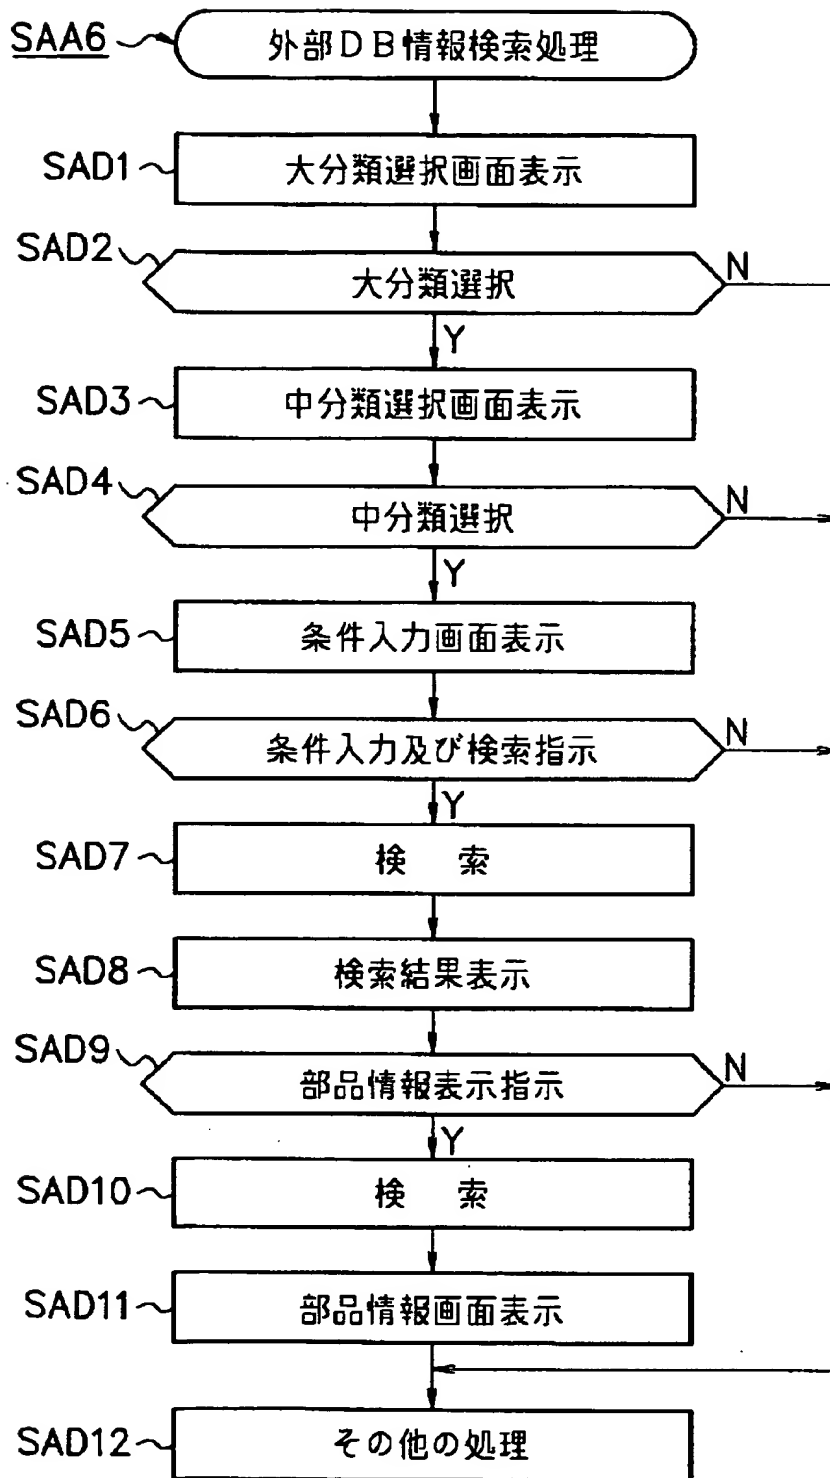 SAA6 外部DB情報検索処理
SAD1 大分類選択画面表示
SAD2 大分類選択 N
Y
SAD3 中分類選択画面表示
SAD4 中分類選択 N
Y
SAD5 条件入力画面表示
SAD6 条件入力及び検索指示 N
Y
SAD7 検 索
SAD8 検索結果表示
SAD9 部品情報表示指示 N
Y
SAD10 検 索
SAD11 部品情報画面表示
SAD12 その他の処理